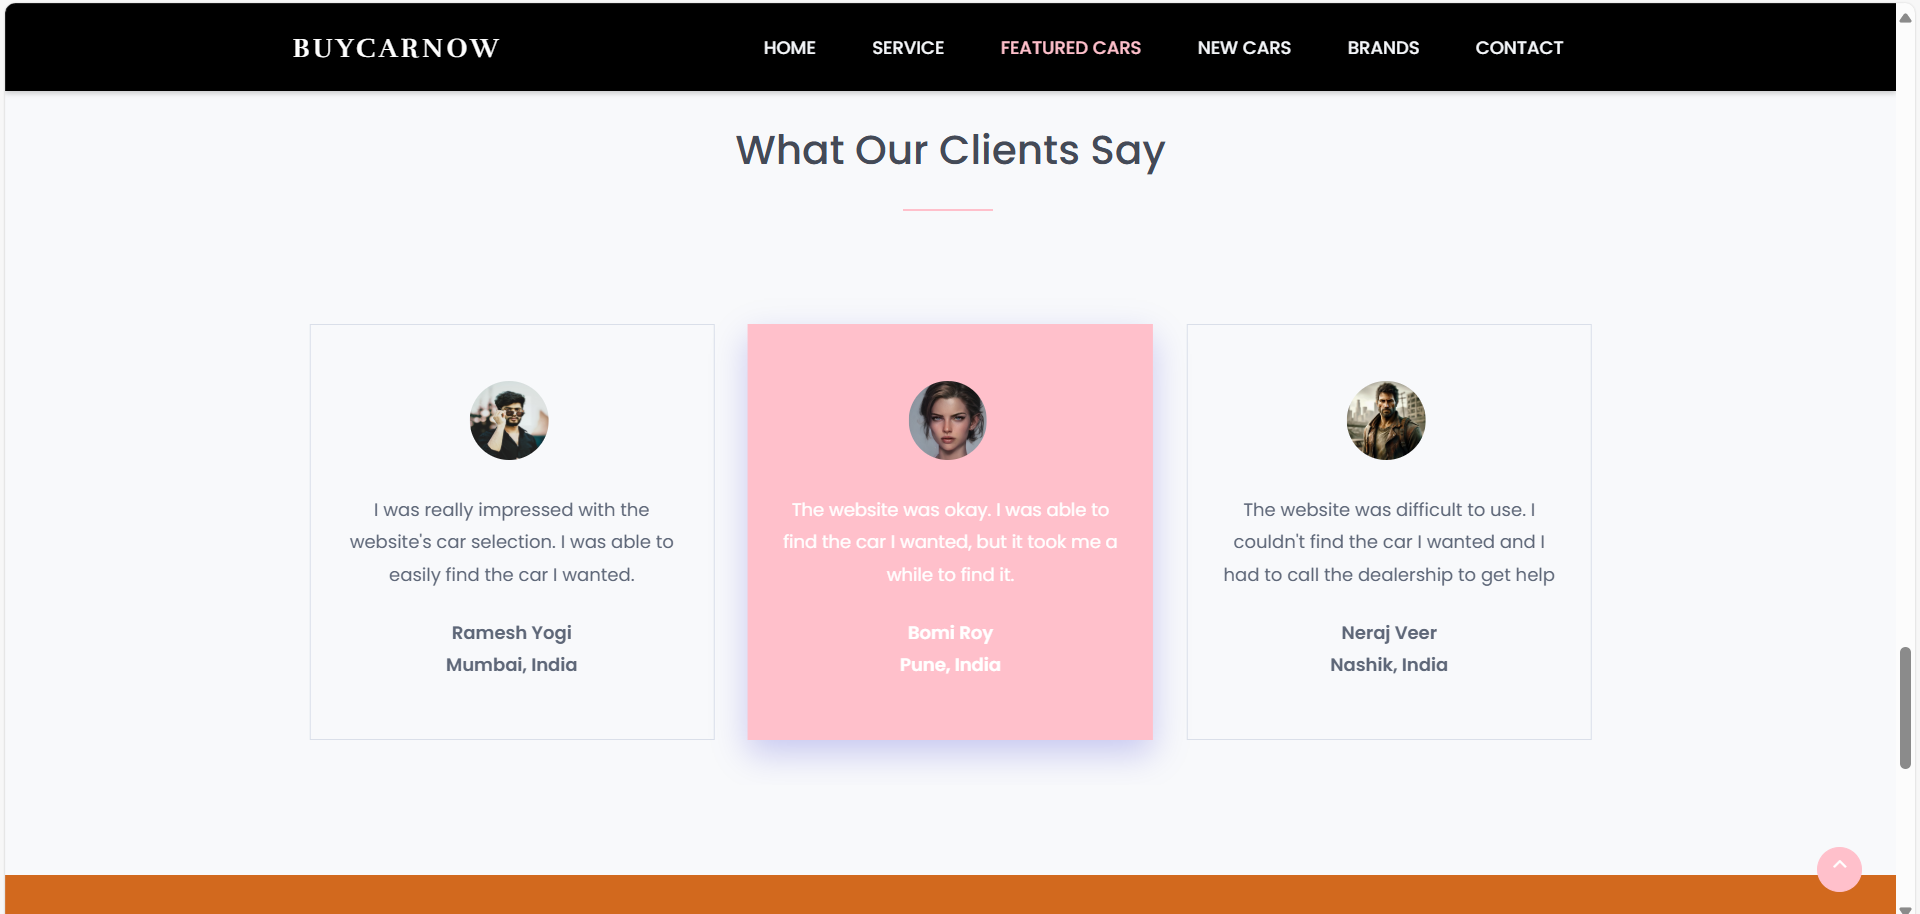 BUYCARNOW
HOME SERVICE FEATURED CARS NEW CARS BRANDS CONTACT
What Our Clients Say
I was really impressed with the
website's car selection. I was able to
easily find the car I wanted.
Ramesh Yogi
Mumbai, India
The website was okay. I was able to
find the car I wanted, but it took me a
while to find it.
Bomi Roy
Pune, India
The website was difficult to use. I
couldn't find the car I wanted and I
had to call the dealership to get help
Neraj Veer
Nashik, India